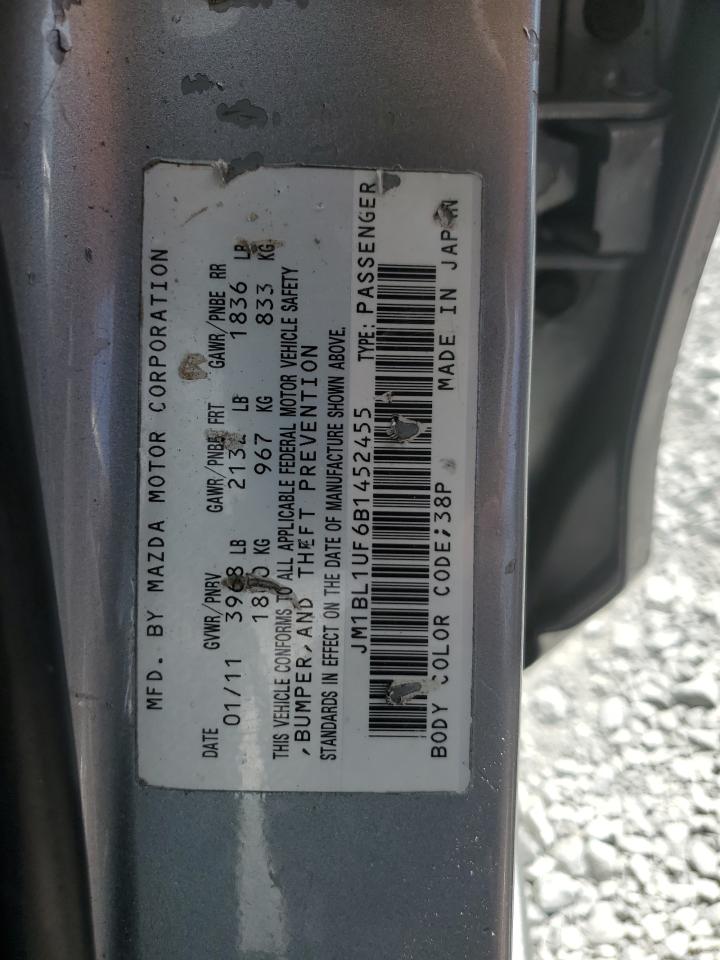 MFD. BY MAZDA MOTOR CORPORATION
DATE GVWR/PNBV GAWR/PNBE FRT GAWR/PNBE RR
01/11 3968 LB 2132 LB 1836 LB
1800 KG 967 KG 833 KG
THIS VEHICLE CONFORMS TO ALL APPLICABLE FEDERAL MOTOR VEHICLE SAFETY
,BUMPER,AND THEFT PREVENTION
STANDARDS IN EFFECT ON THE DATE OF MANUFACTURE SHOWN ABOVE.
JM1BL1UF6B1452455 TYPE: PASSENGER
BODY COLOR CODE;38P MADE IN JAPAN